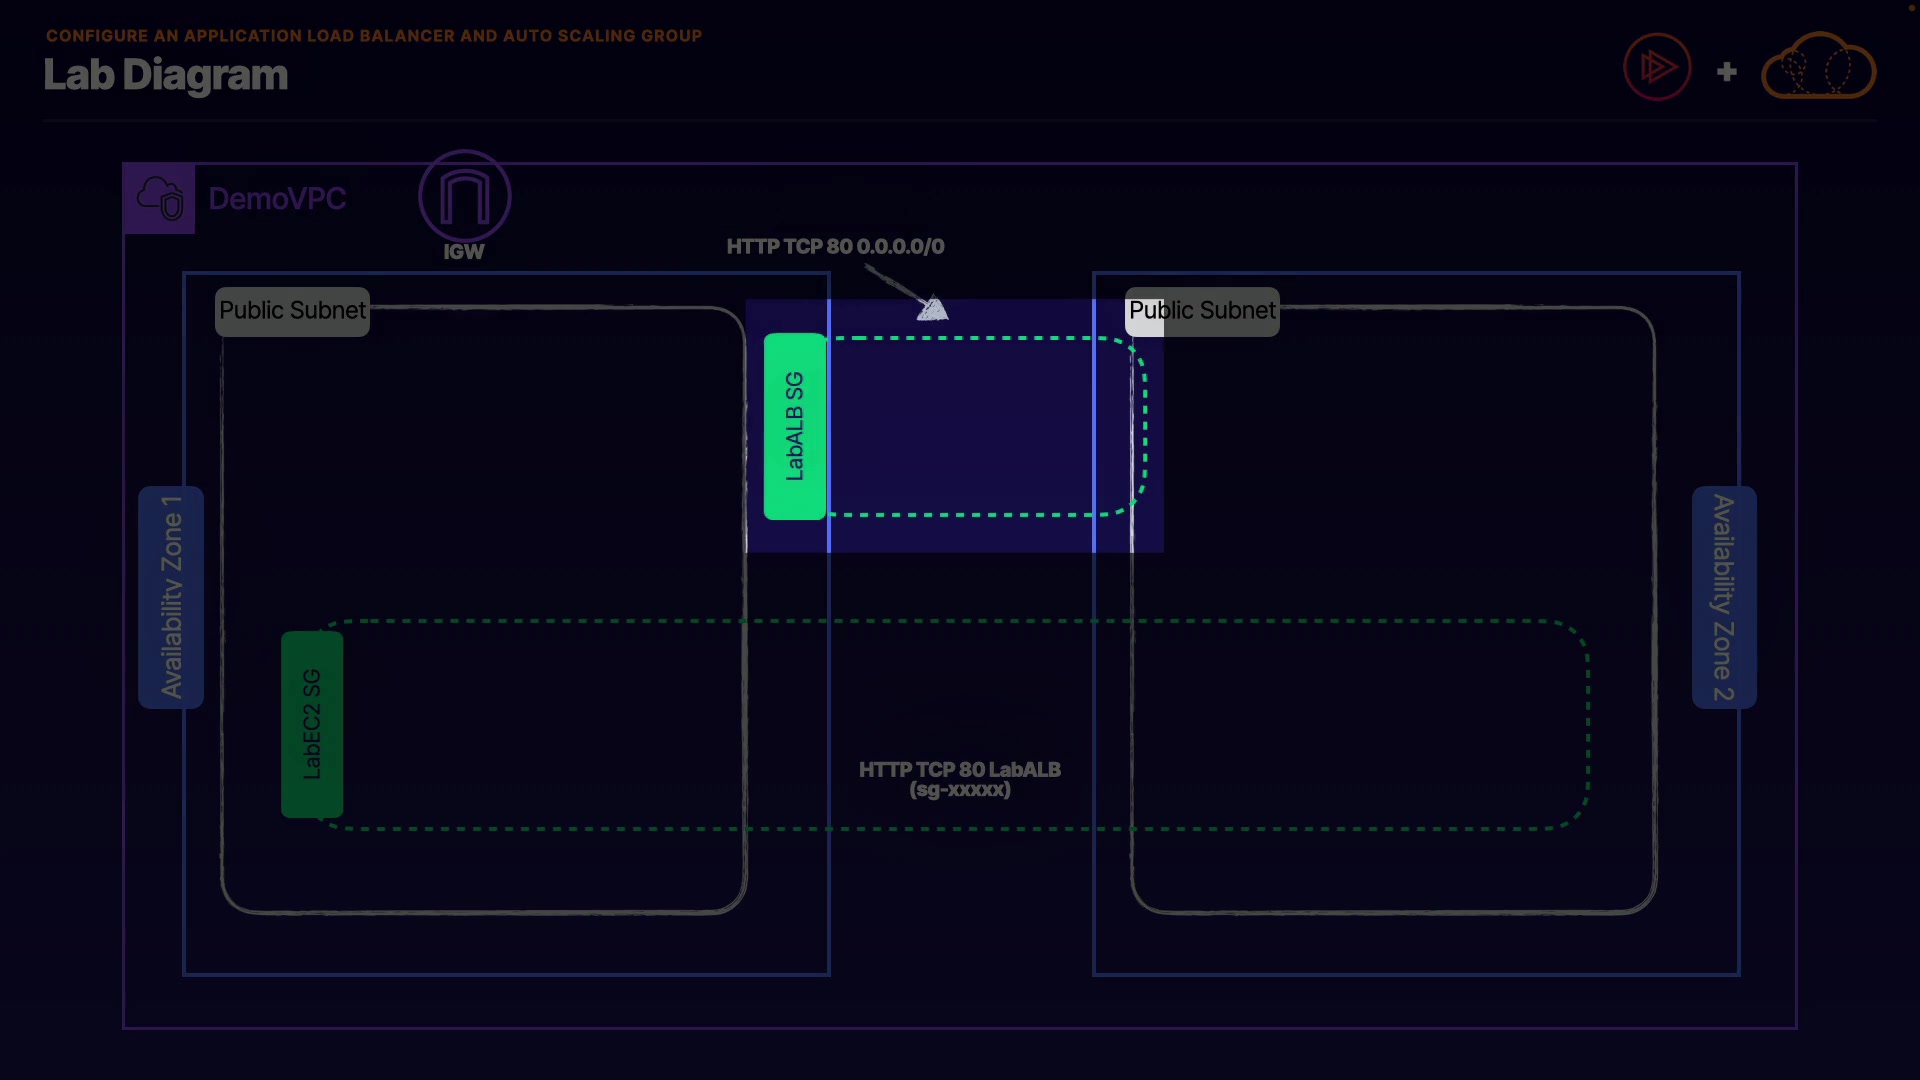 CONFIGURE AN APPLICATION LOAD BALANCER AND AUTO SCALING GROUP
Lab Diagram
DemoVPC
IGW
HTTP TCP 80 0.0.0.0/0
Public Subnet
Public Subnet
LabALB SG
Availability Zone 1
Availability Zone 2
LabEC2 SG
HTTP TCP 80 LabALB
(sg-xxxxx)